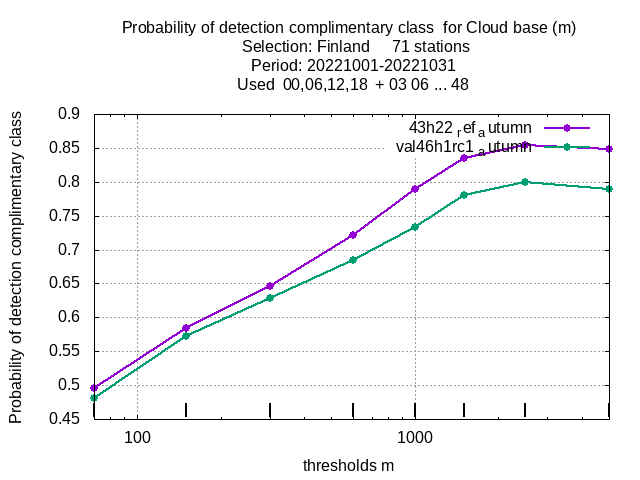 Probability of detection complimentary class  for Cloud base (m)
Selection: Finland     71 stations
Period: 20221001-20221031
Used  00,06,12,18  + 03 06 ... 48
Probability of detection complimentary class
0.9
0.85
0.8
0.75
0.7
0.65
0.6
0.55
0.5
0.45
43h22 ref autumn
val46h1rc1 autumn
100
1000
thresholds m